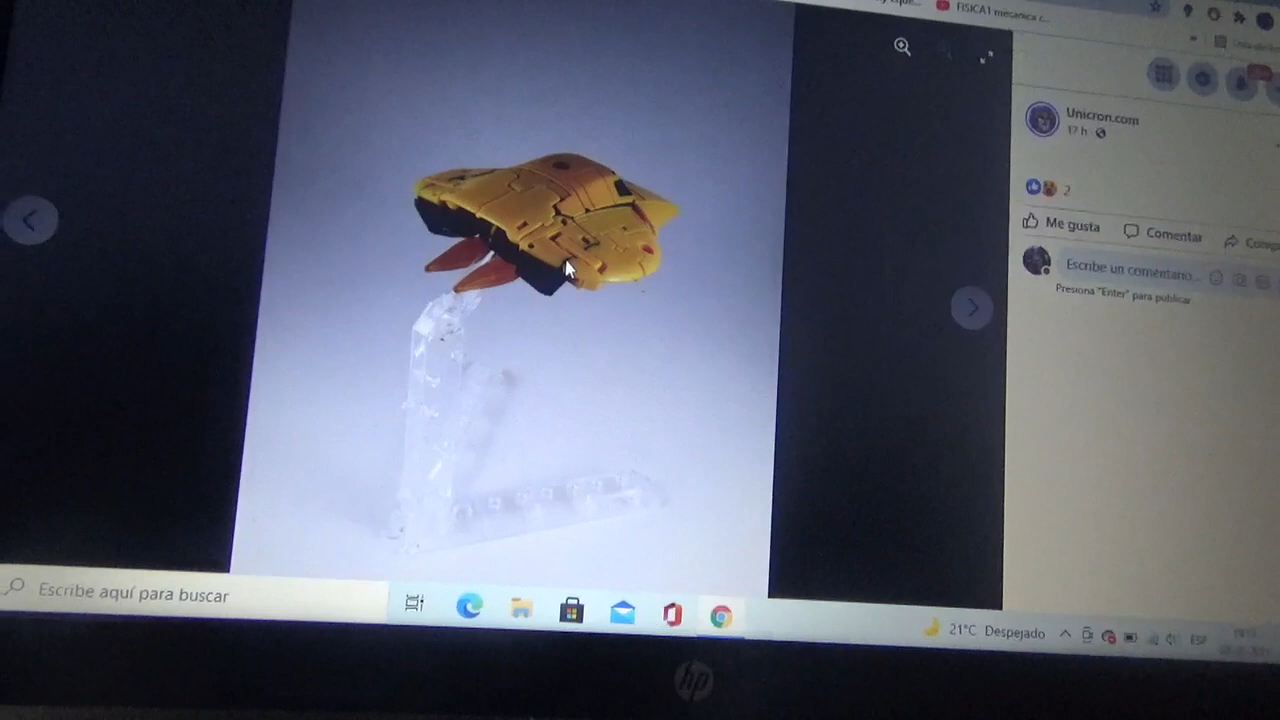 FISICA1 mecanica c...
Unicron.com
17 h
2
Me gusta
Comentar
Escribe un comentario...
Presiona "Enter" para publicar
Escribe aquí para buscar
21°C Despejado
ESP
hp